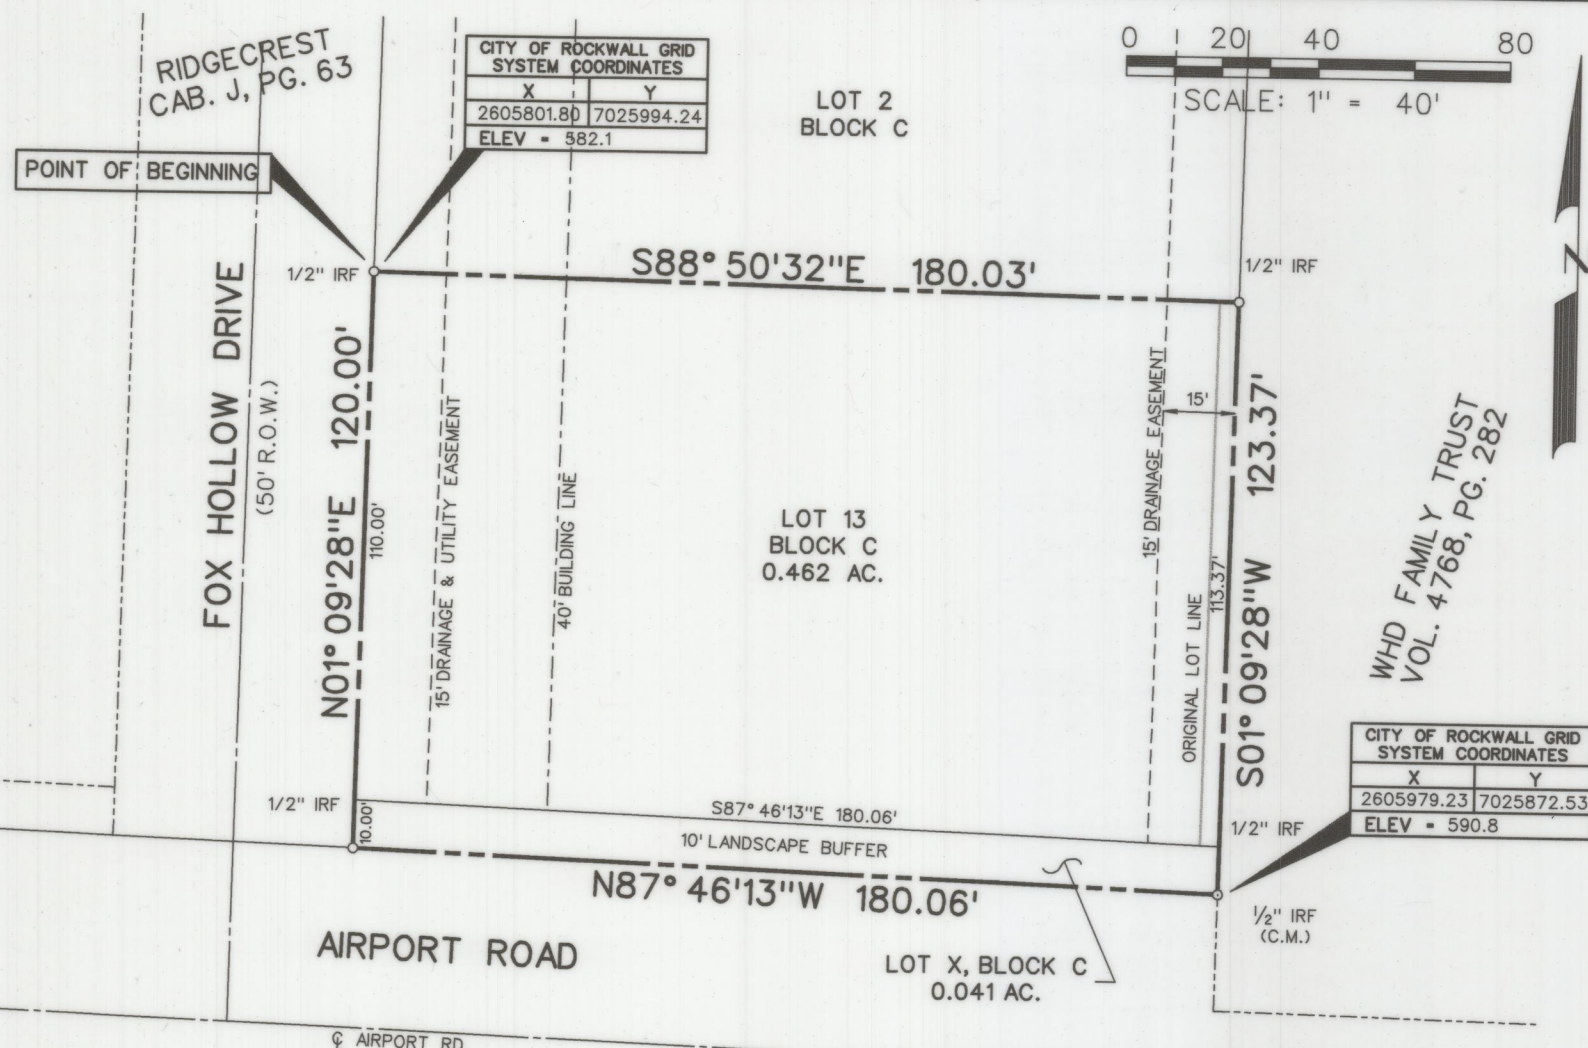 RIDGECREST
CAB. J, PG. 63
CITY OF ROCKWALL GRID
SYSTEM COORDINATES
X Y
2605801.80 7025994.24
ELEV = 582.1
LOT 2
BLOCK C
0 20 40 80
SCALE: 1" = 40'
POINT OF BEGINNING
N
1/2" IRF
S88° 50'32"E 180.03'
1/2" IRF
FOX HOLLOW DRIVE
(50' R.O.W.)
N01° 09'28"E 120.00'
110.00'
15' DRAINAGE & UTILITY EASEMENT
40' BUILDING LINE
LOT 13
BLOCK C
0.462 AC.
15' DRAINAGE EASEMENT
15'
ORIGINAL LOT LINE
113.37'
S01° 09'28"W 123.37'
WHD FAMILY TRUST
VOL. 4768, PG. 282
CITY OF ROCKWALL GRID
SYSTEM COORDINATES
X Y
2605979.23 7025872.53
ELEV = 590.8
1/2" IRF
10.00'
S87° 46'13"E 180.06'
10' LANDSCAPE BUFFER
1/2" IRF
N87° 46'13"W 180.06'
1/2" IRF
(C.M.)
AIRPORT ROAD
LOT X, BLOCK C
0.041 AC.
℄ AIRPORT RD